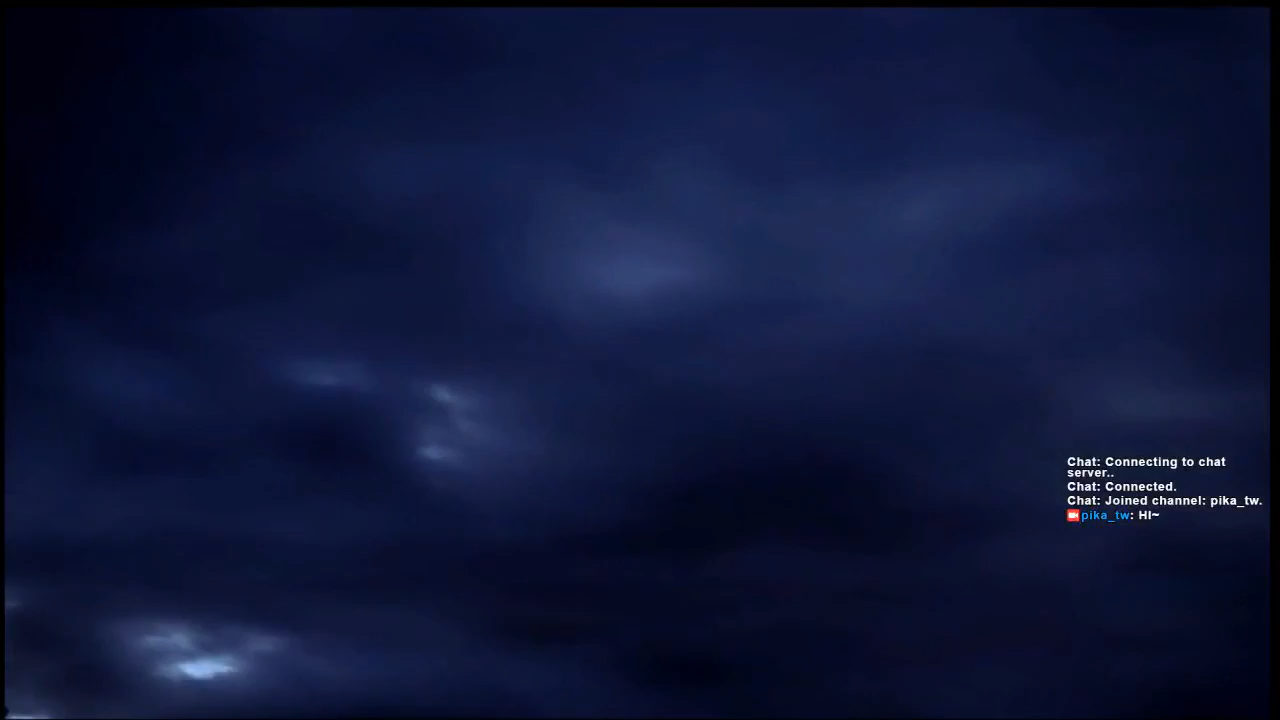 Chat: Connecting to chat
server..
Chat: Connected.
Chat: Joined channel: pika_tw.
pika_tw: HI~